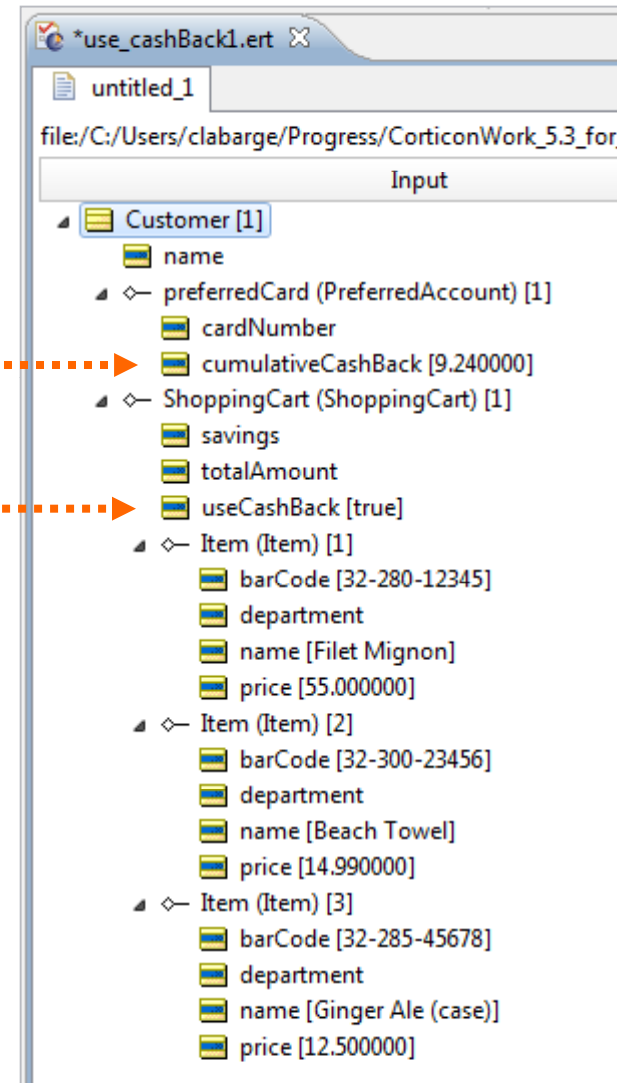 *use_cashBack1.ert
untitled_1
file:/C:/Users/clabarge/Progress/CorticonWork_5.3_for_
Input
Customer [1]
name
preferredCard (PreferredAccount) [1]
cardNumber
cumulativeCashBack [9.240000]
ShoppingCart (ShoppingCart) [1]
savings
totalAmount
useCashBack [true]
Item (Item) [1]
barCode [32-280-12345]
department
name [Filet Mignon]
price [55.000000]
Item (Item) [2]
barCode [32-300-23456]
department
name [Beach Towel]
price [14.990000]
Item (Item) [3]
barCode [32-285-45678]
department
name [Ginger Ale (case)]
price [12.500000]